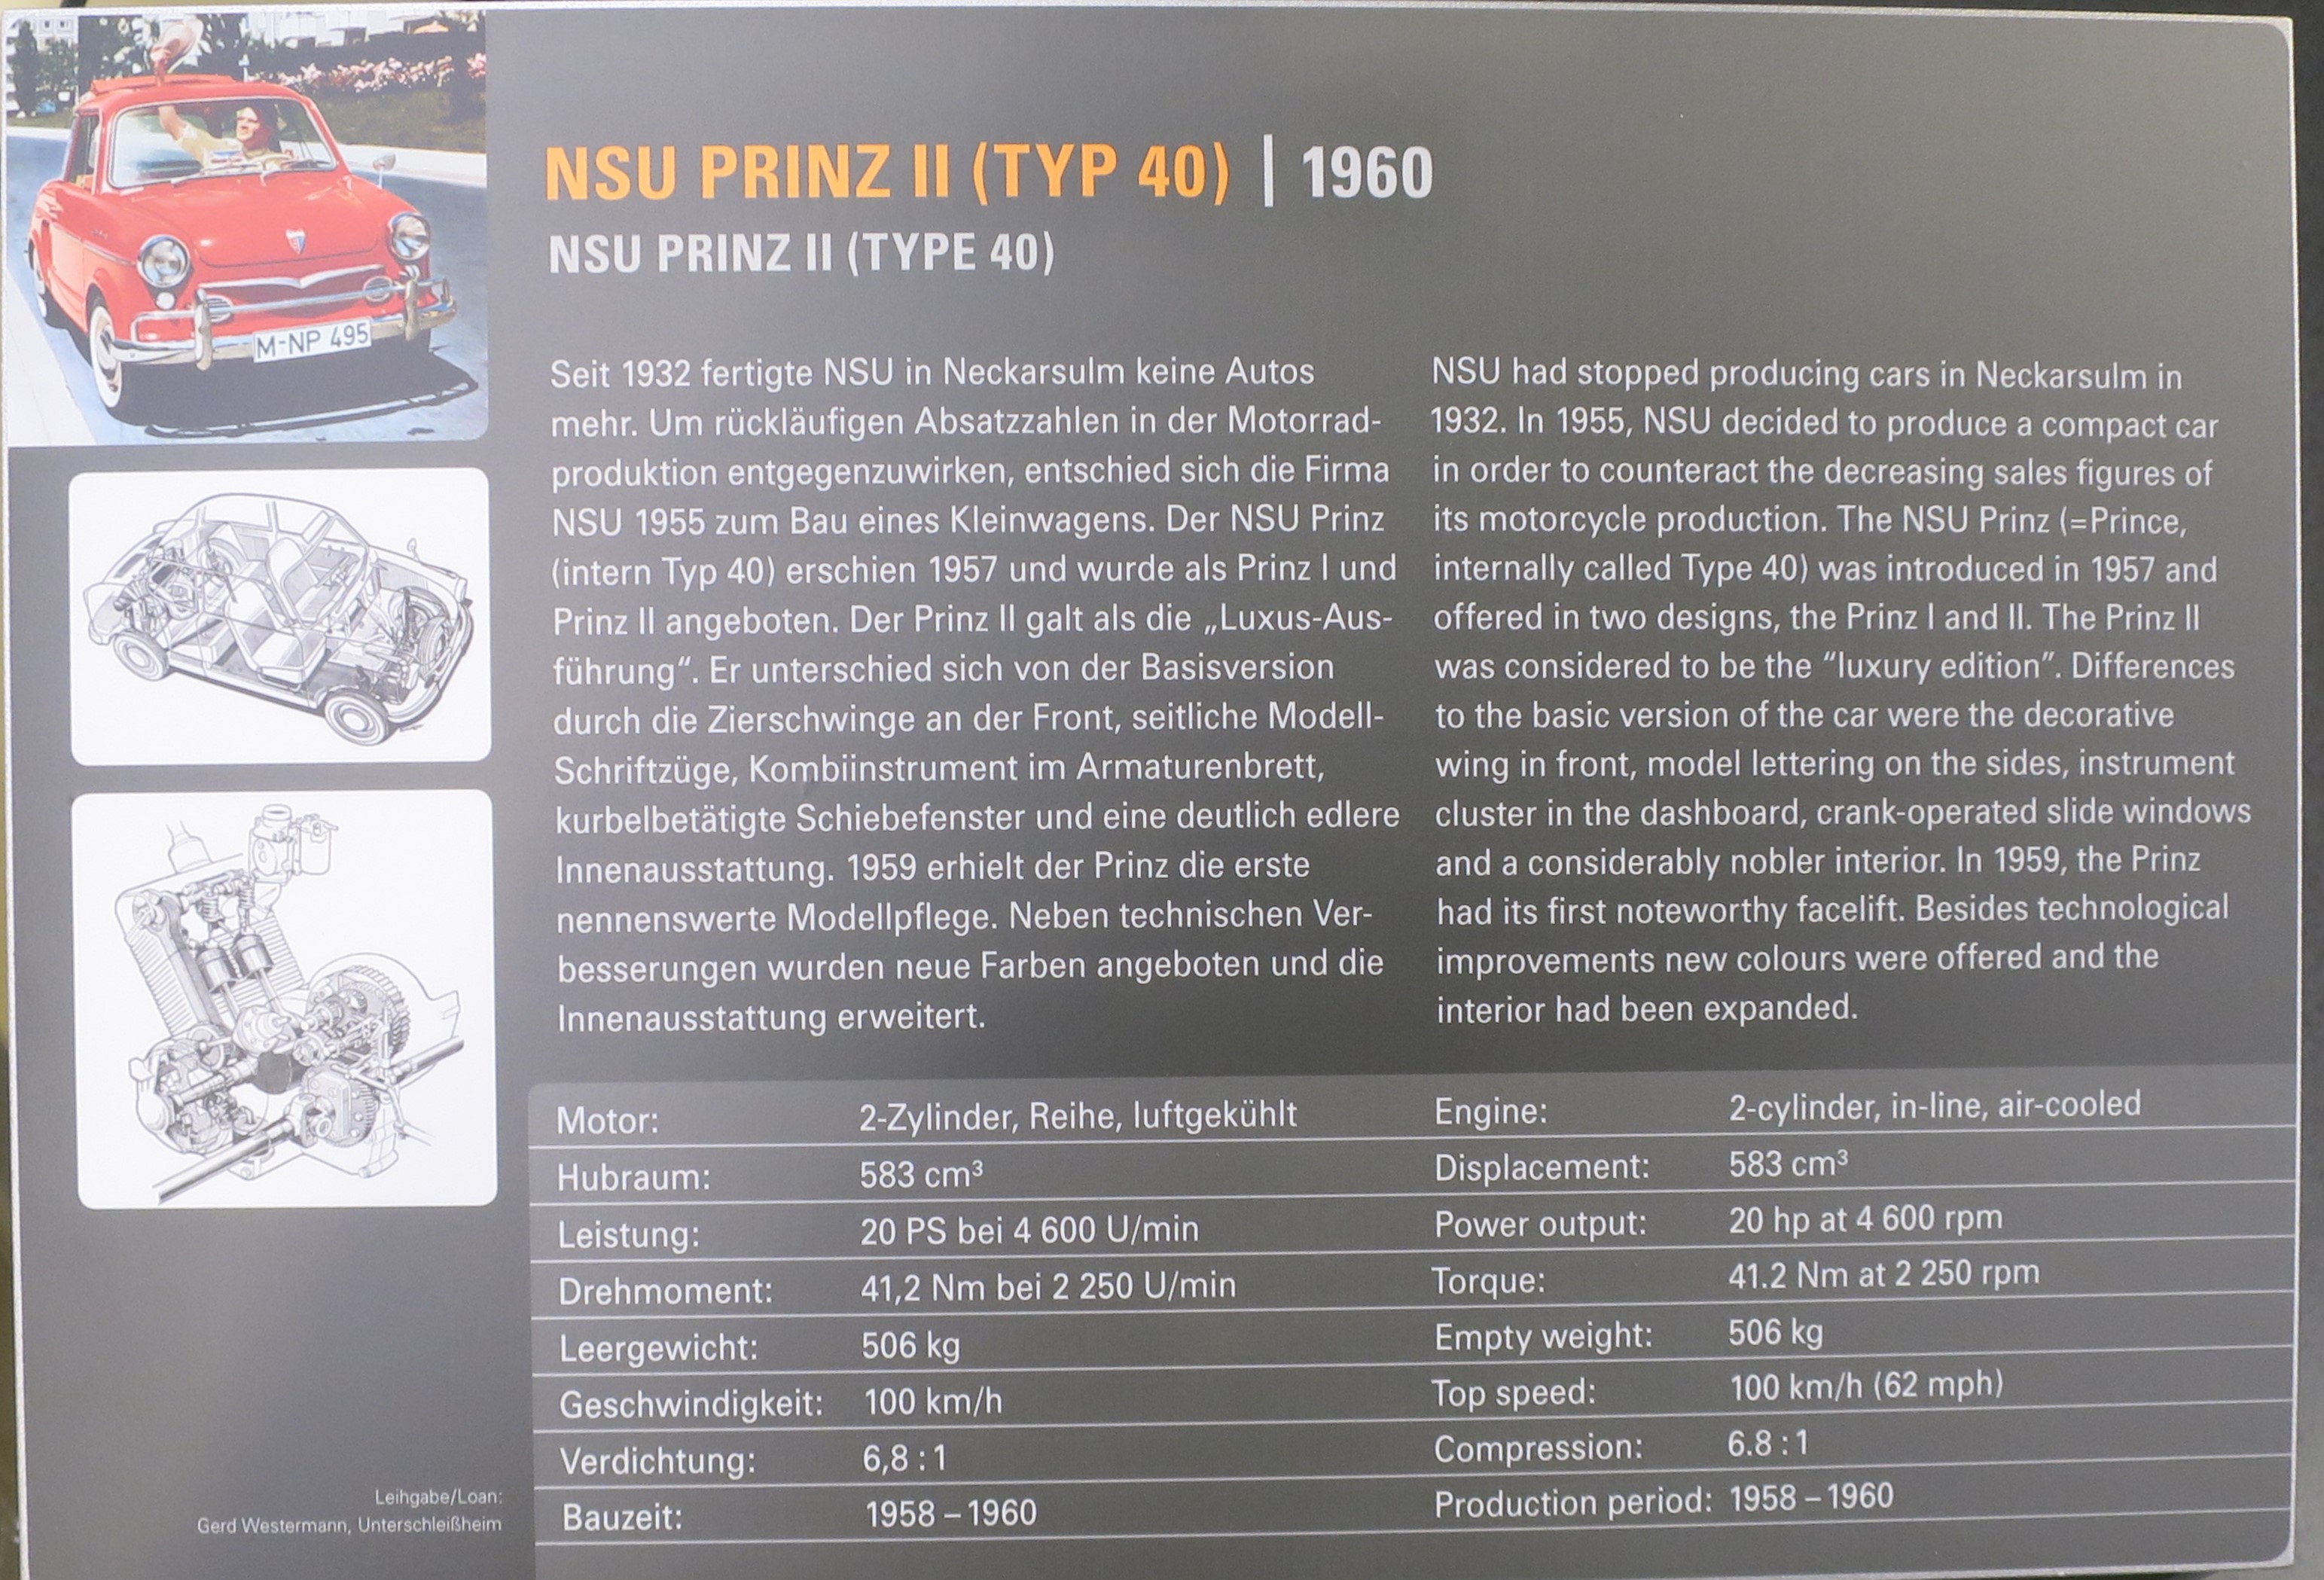 M-NP 495
NSU PRINZ II (TYP 40) | 1960
NSU PRINZ II (TYPE 40)
Seit 1932 fertigte NSU in Neckarsulm keine Autos
mehr. Um rückläufigen Absatzzahlen in der Motorrad-
produktion entgegenzuwirken, entschied sich die Firma
NSU 1955 zum Bau eines Kleinwagens. Der NSU Prinz
(intern Typ 40) erschien 1957 und wurde als Prinz I und
Prinz II angeboten. Der Prinz II galt als die „Luxus-Aus-
führung“. Er unterschied sich von der Basisversion
durch die Zierschwinge an der Front, seitliche Modell-
Schriftzüge, Kombiinstrument im Armaturenbrett,
kurbelbetätigte Schiebefenster und eine deutlich edlere
Innenausstattung. 1959 erhielt der Prinz die erste
nennenswerte Modellpflege. Neben technischen Ver-
besserungen wurden neue Farben angeboten und die
Innenausstattung erweitert.
NSU had stopped producing cars in Neckarsulm in
1932. In 1955, NSU decided to produce a compact car
in order to counteract the decreasing sales figures of
its motorcycle production. The NSU Prinz (=Prince,
internally called Type 40) was introduced in 1957 and
offered in two designs, the Prinz I and II. The Prinz II
was considered to be the “luxury edition”. Differences
to the basic version of the car were the decorative
wing in front, model lettering on the sides, instrument
cluster in the dashboard, crank-operated slide windows
and a considerably nobler interior. In 1959, the Prinz
had its first noteworthy facelift. Besides technological
improvements new colours were offered and the
interior had been expanded.
Motor: 2-Zylinder, Reihe, luftgekühlt
Hubraum: 583 cm³
Leistung: 20 PS bei 4 600 U/min
Drehmoment: 41,2 Nm bei 2 250 U/min
Leergewicht: 506 kg
Geschwindigkeit: 100 km/h
Verdichtung: 6,8 : 1
Bauzeit: 1958 – 1960
Engine: 2-cylinder, in-line, air-cooled
Displacement: 583 cm³
Power output: 20 hp at 4 600 rpm
Torque: 41.2 Nm at 2 250 rpm
Empty weight: 506 kg
Top speed: 100 km/h (62 mph)
Compression: 6.8 : 1
Production period: 1958 – 1960
Leihgabe/Loan:
Gerd Westermann, Unterschleißheim